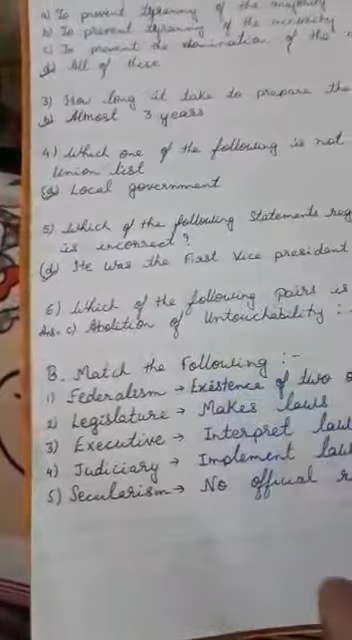 a) To prevent tyranny of the majority
b) To prevent tyranny of the minority
c) To prevent the domination of the
d) All of these
3) How long it take to prepare the
b) Almost 3 years
4) Which one of the following is not
Union list
(d) Local government
5) Which of the following Statements reg
is incorrect?
(d) He was the First Vice president
6) Which of the following pairs is
Ans. c) Abolition of Untouchability :-
B. Match the Following :-
1) Federalism → Existence of two
2) Legislature → Makes laws
3) Executive → Interpret law
4) Judiciary → Implement law
5) Secularism → No official